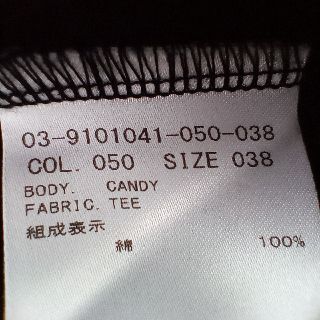 03-9101041-050-038
COL. 050 SIZE 038
BODY. CANDY
FABRIC. TEE
組成表示
綿 100%